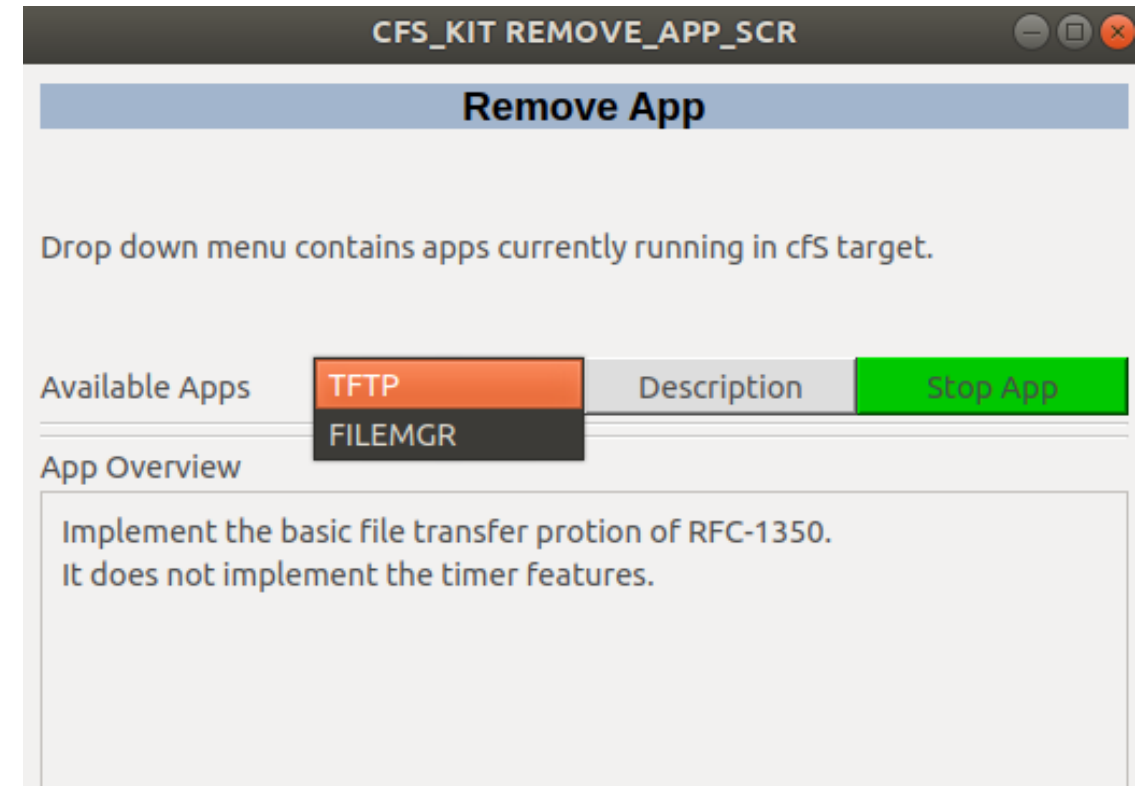 CFS_KIT REMOVE_APP_SCR
Remove App
Drop down menu contains apps currently running in cfS target.
Available Apps TFTP Description Stop App
FILEMGR
App Overview
Implement the basic file transfer protion of RFC-1350.
It does not implement the timer features.